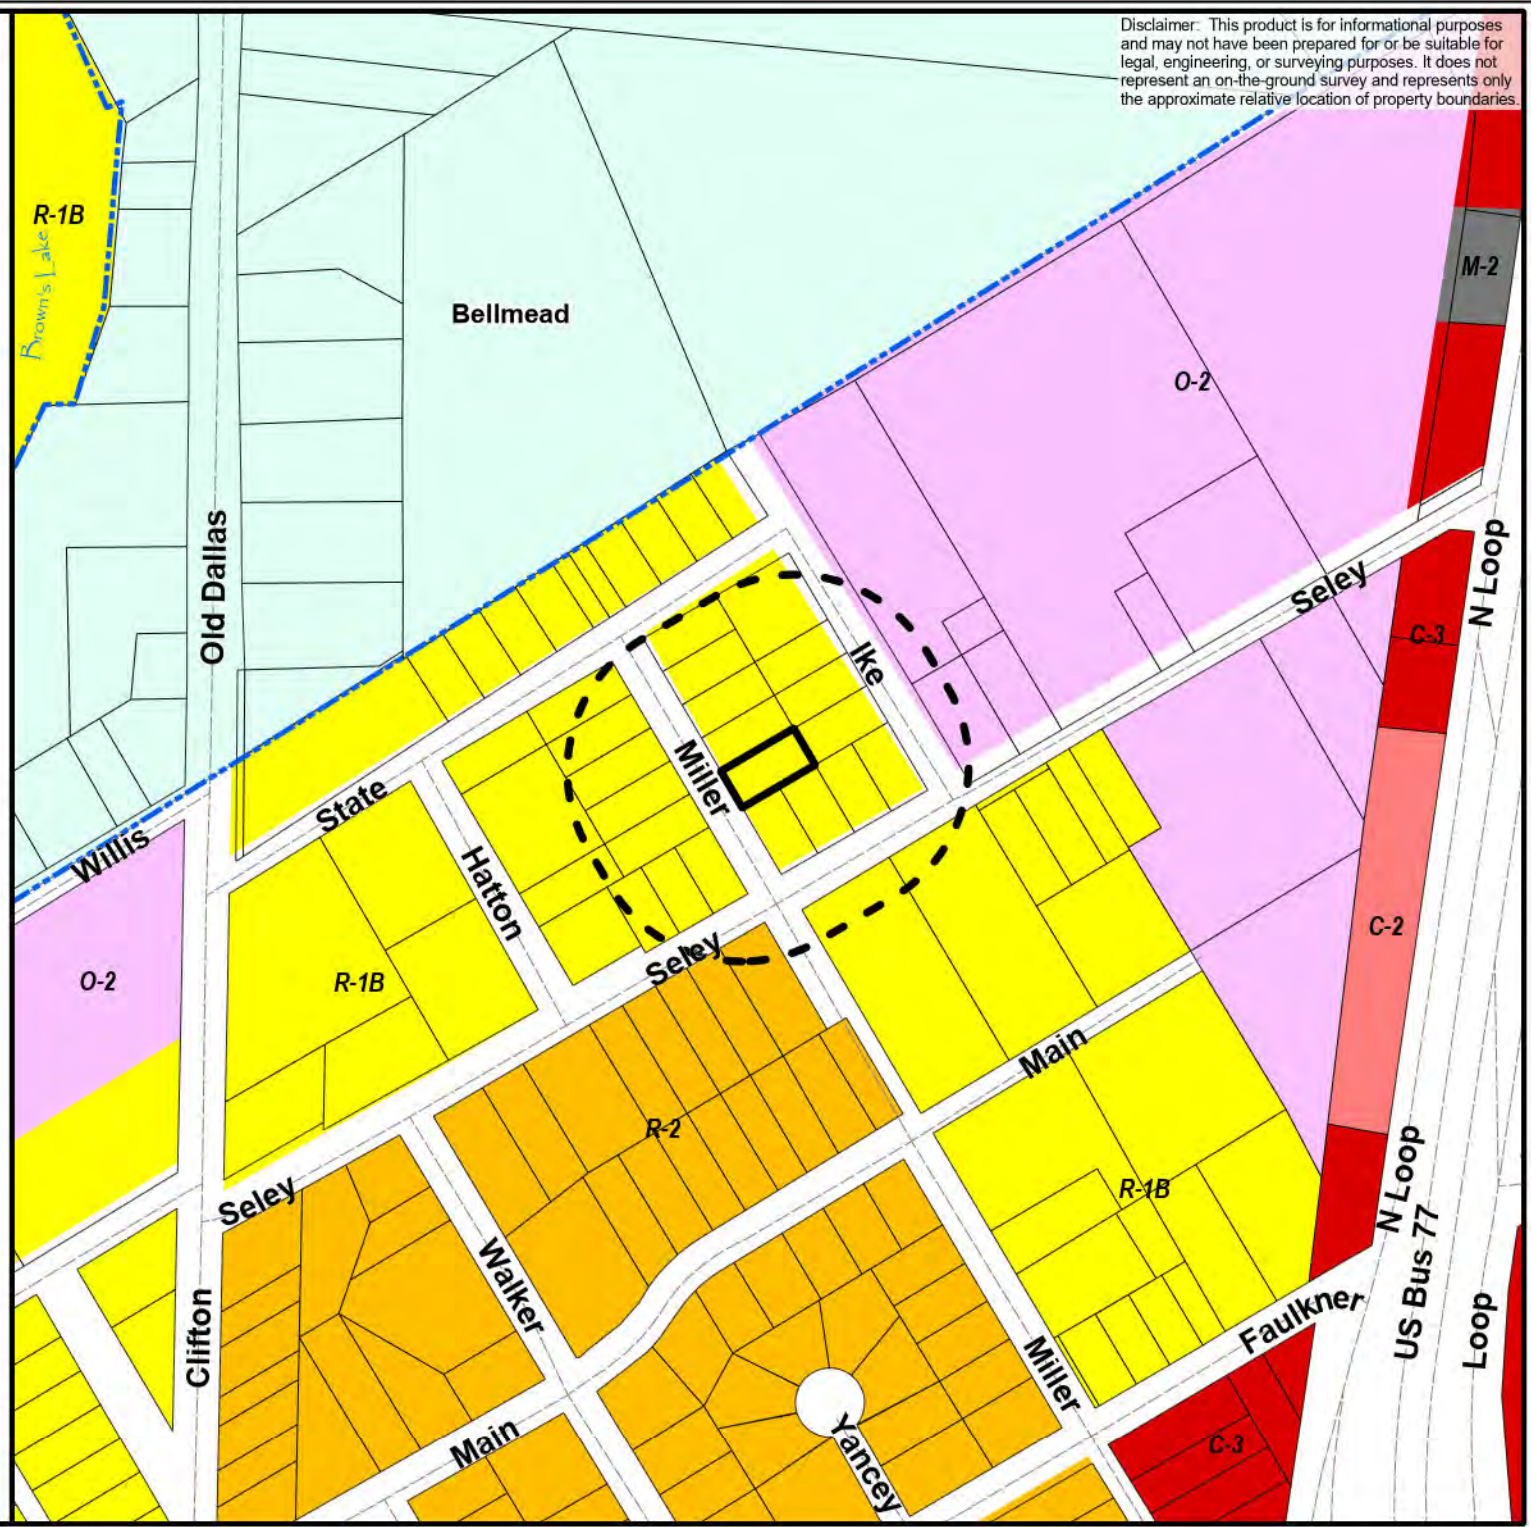 Disclaimer: This product is for informational purposes
and may not have been prepared for or be suitable for
legal, engineering, or surveying purposes. It does not
represent an on-the-ground survey and represents only
the approximate relative location of property boundaries.
R-1B
Brown's Lake
M-2
Bellmead
O-2
Old Dallas
N Loop
Seley
C-3
Ike
Miller
State
Willis
Hatton
C-2
Seley
O-2
R-1B
Main
R-2
N Loop
R-1B
Seley
US Bus 77
Walker
Faulkner
Loop
Clifton
Miller
Main
C-3
Yancey